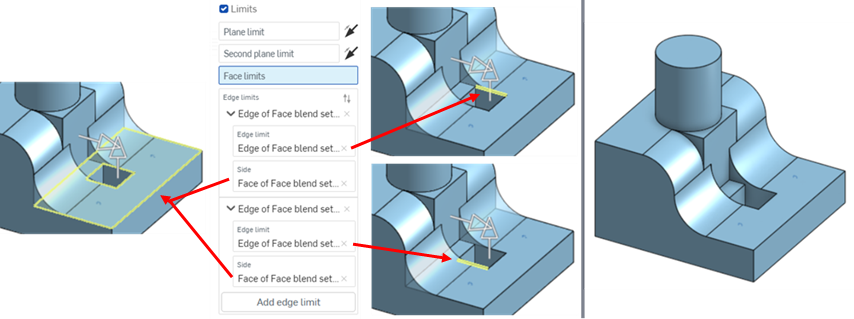 Limits
Plane limit
Second plane limit
Face limits
Edge limits
Edge of Face blend set...
Edge limit
Edge of Face blend set...
Side
Face of Face blend set...
Edge of Face blend set...
Edge limit
Edge of Face blend set...
Side
Face of Face blend set...
Add edge limit